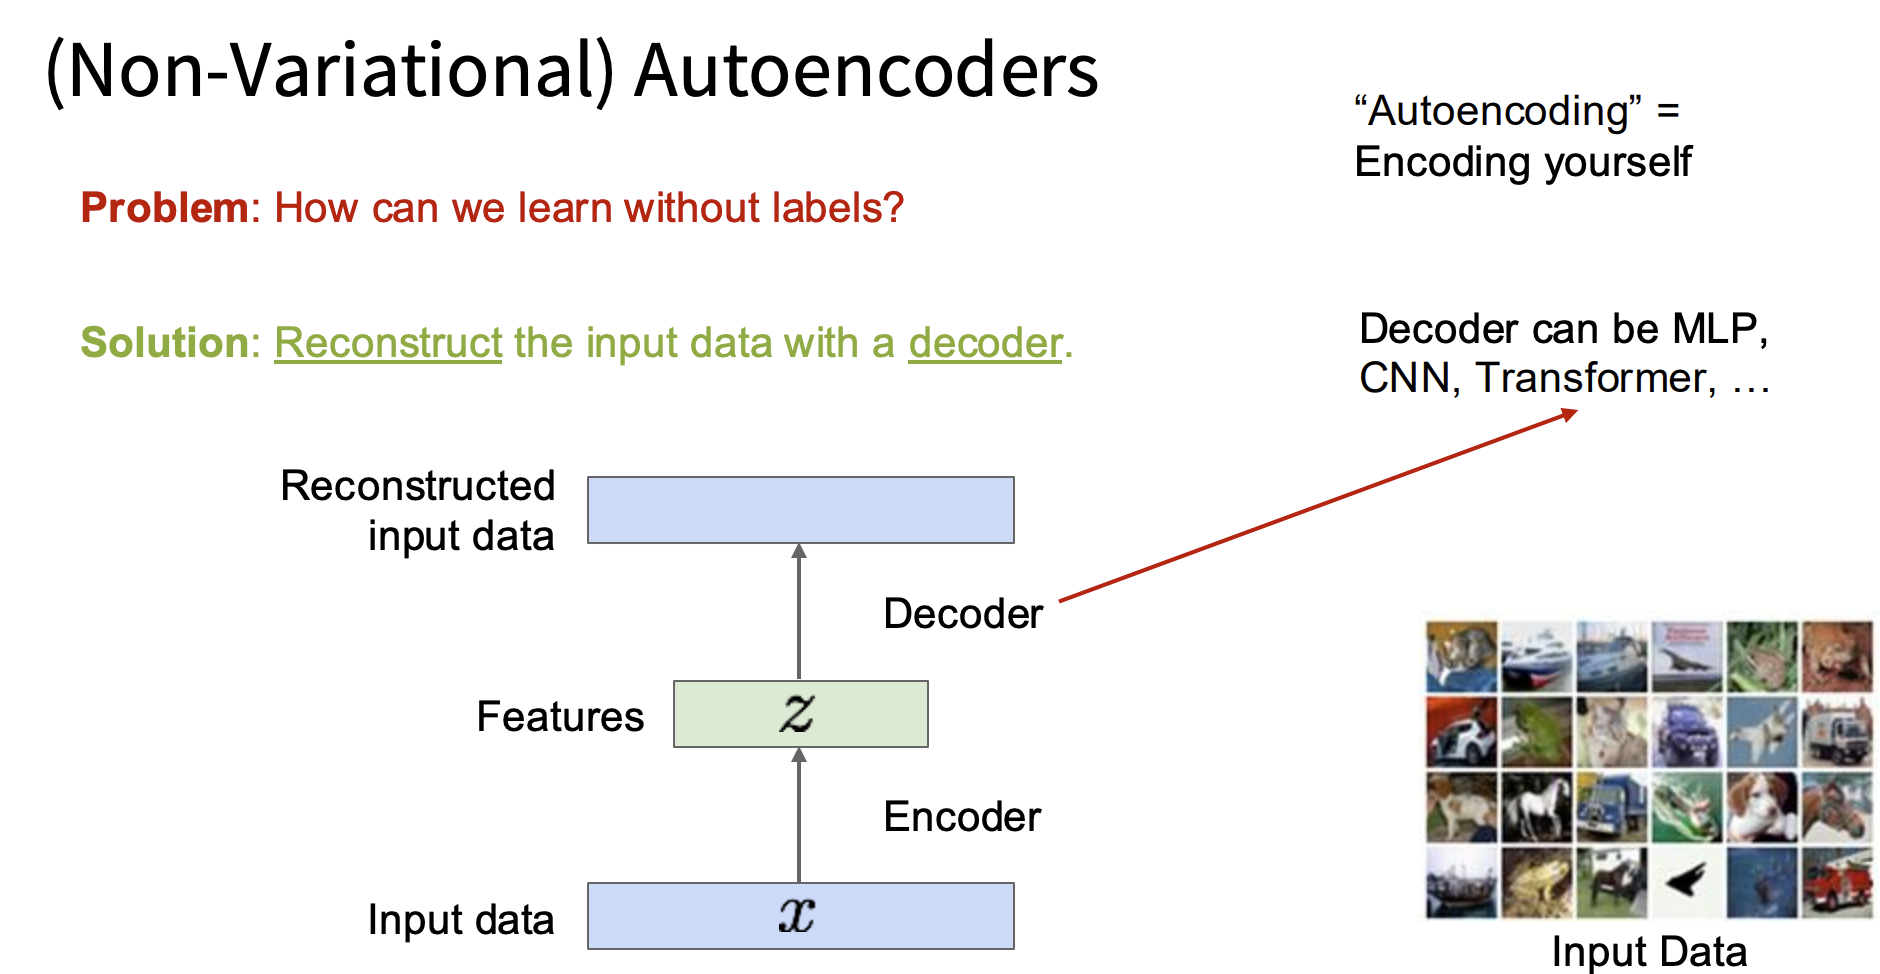 (Non-Variational) Autoencoders
“Autoencoding” =
Encoding yourself
Problem: How can we learn without labels?
Solution: Reconstruct the input data with a decoder.
Decoder can be MLP,
CNN, Transformer, …
Reconstructed
input data
Decoder
Features
z
Encoder
Input data
x
Input Data